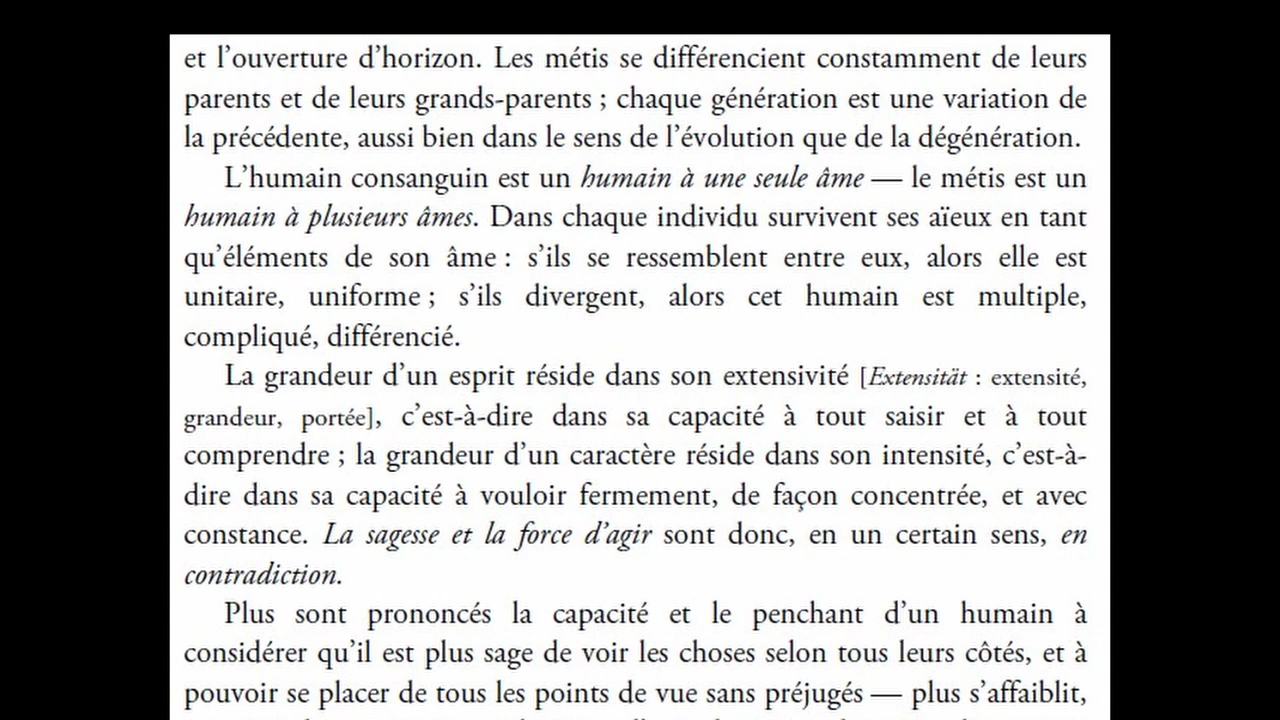 et l’ouverture d’horizon. Les métis se différencient constamment de leurs
parents et de leurs grands-parents ; chaque génération est une variation de
la précédente, aussi bien dans le sens de l’évolution que de la dégénération.
L’humain consanguin est un humain à une seule âme — le métis est un
humain à plusieurs âmes. Dans chaque individu survivent ses aïeux en tant
qu’éléments de son âme : s’ils se ressemblent entre eux, alors elle est
unitaire, uniforme ; s’ils divergent, alors cet humain est multiple,
compliqué, différencié.
La grandeur d’un esprit réside dans son extensivité [Extensität : extensité,
grandeur, portée], c’est-à-dire dans sa capacité à tout saisir et à tout
comprendre ; la grandeur d’un caractère réside dans son intensité, c’est-à-
dire dans sa capacité à vouloir fermement, de façon concentrée, et avec
constance. La sagesse et la force d’agir sont donc, en un certain sens, en
contradiction.
Plus sont prononcés la capacité et le penchant d’un humain à
considérer qu’il est plus sage de voir les choses selon tous leurs côtés, et à
pouvoir se placer de tous les points de vue sans préjugés — plus s’affaiblit,